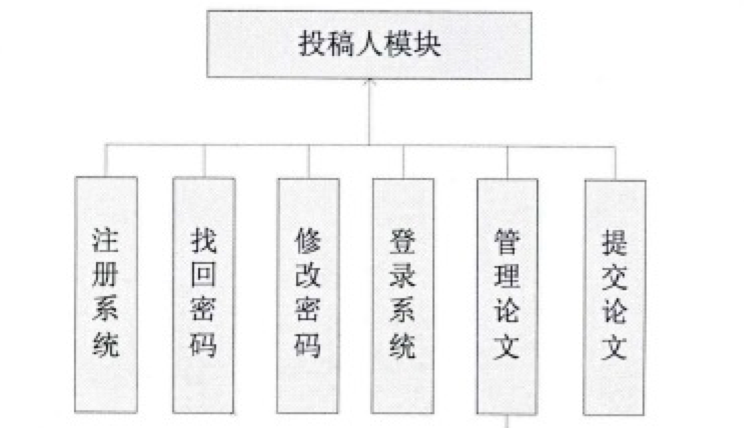 投稿人模块
注册系统
找回密码
修改密码
登录系统
管理论文
提交论文